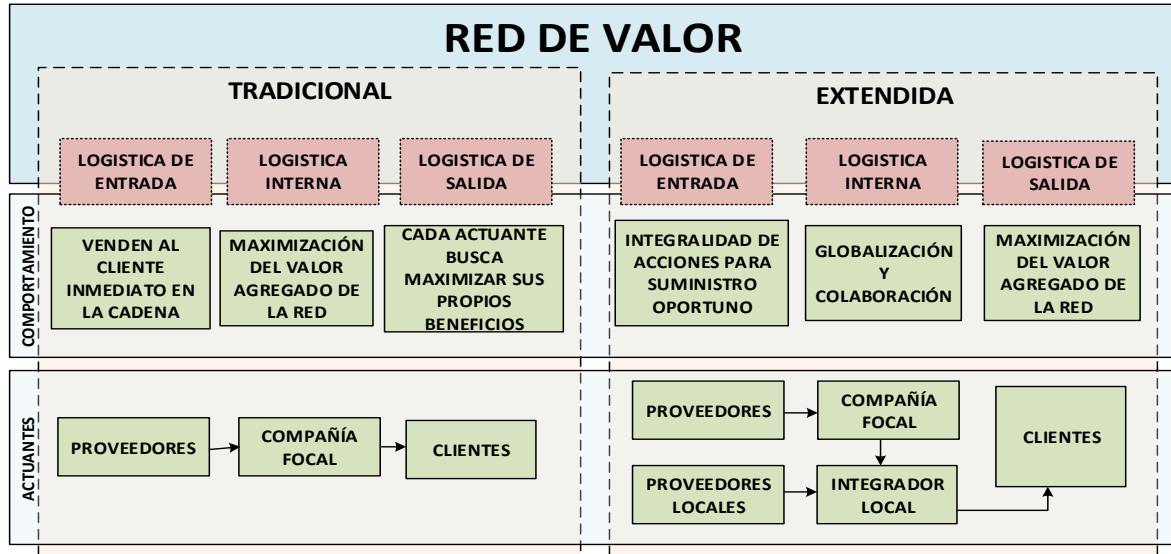 RED DE VALOR
TRADICIONAL
EXTENDIDA
LOGISTICA DE
ENTRADA
LOGISTICA
INTERNA
LOGISTICA DE
SALIDA
LOGISTICA DE
ENTRADA
LOGISTICA
INTERNA
LOGISTICA DE
SALIDA
COMPORTAMIENTO
VENDEN AL
CLIENTE
INMEDIATO EN
LA CADENA
MAXIMIZACIÓN
DEL VALOR
AGREGADO DE
LA RED
CADA ACTUANTE
BUSCA
MAXIMIZAR SUS
PROPIOS
BENEFICIOS
INTEGRALIDAD DE
ACCIONES PARA
SUMINISTRO
OPORTUNO
GLOBALIZACIÓN
Y
COLABORACIÓN
MAXIMIZACIÓN
DEL VALOR
AGREGADO DE
LA RED
ACTUANTES
PROVEEDORES
COMPAÑÍA
FOCAL
CLIENTES
PROVEEDORES
COMPAÑÍA
FOCAL
CLIENTES
PROVEEDORES
LOCALES
INTEGRADOR
LOCAL